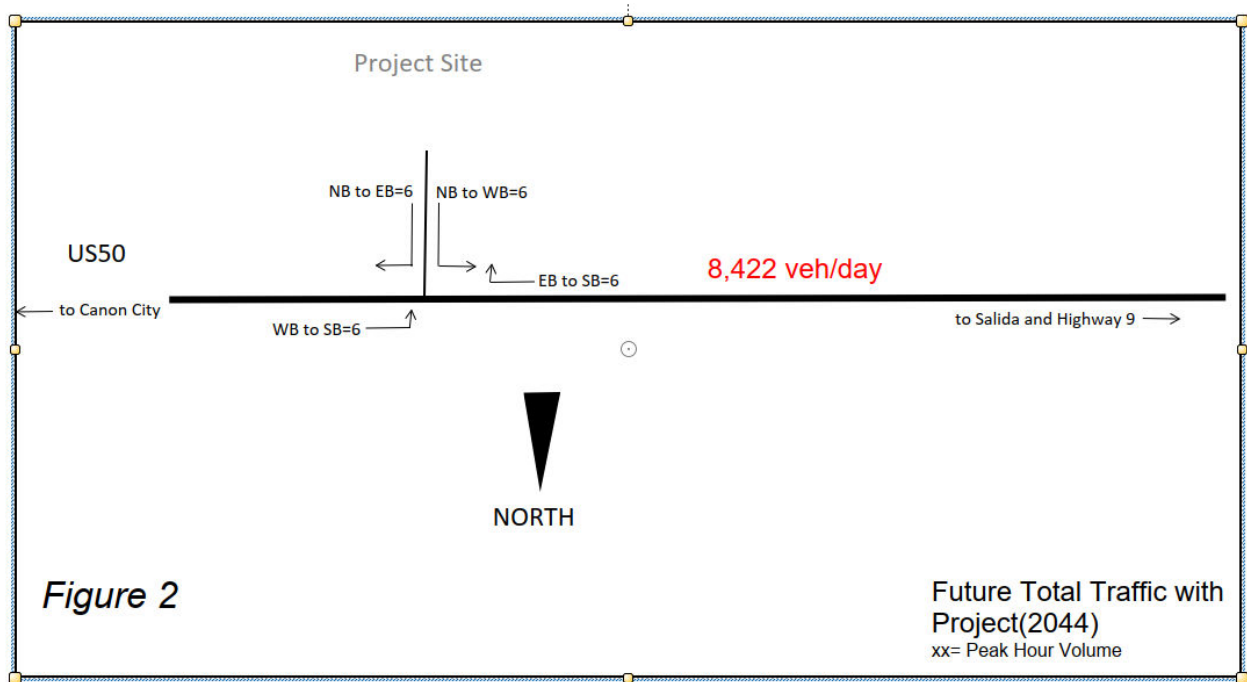 Project Site
NB to EB=6
NB to WB=6
US50
8,422 veh/day
EB to SB=6
to Canon City
WB to SB=6
to Salida and Highway 9
NORTH
Figure 2
Future Total Traffic with
Project(2044)
xx= Peak Hour Volume